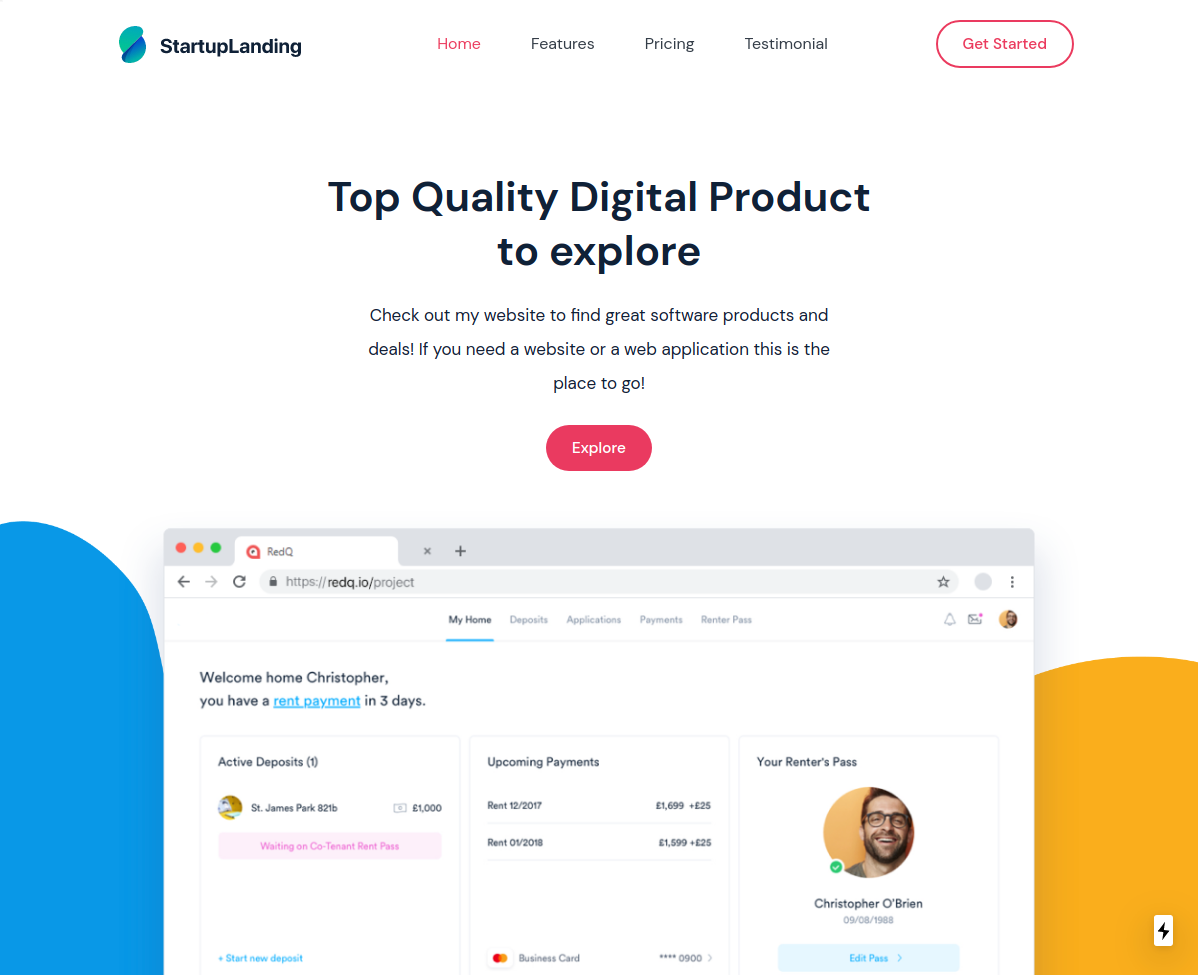 StartupLanding
Home
Features
Pricing
Testimonial
Get Started
Top Quality Digital Product
to explore
Check out my website to find great software products and
deals! If you need a website or a web application this is the
place to go!
Explore
RedQ
https://redq.io/project
My Home
Deposits
Applications
Payments
Renter Pass
Welcome home Christopher,
you have a rent payment in 3 days.
Active Deposits (1)
St. James Park 821b
£1,000
Waiting on Co-Tenant Rent Pass
+ Start new deposit
Upcoming Payments
Rent 12/2017
£1,699 +£25
Rent 01/2018
£1,599 +£25
Business Card
**** 0900
Your Renter's Pass
Christopher O'Brien
09/08/1988
Edit Pass